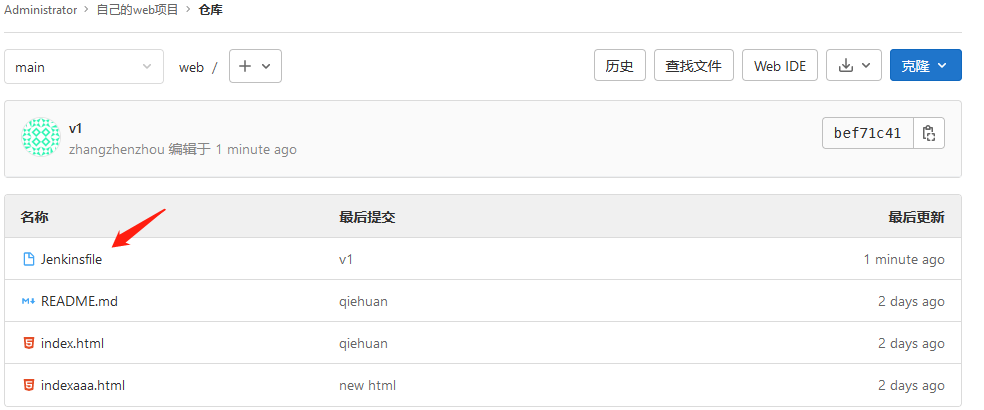 Administrator > 自己的web项目 > 仓库
main web / + 历史 查找文件 Web IDE 克隆
v1
zhangzhenzhou 编辑于 1 minute ago
bef71c41
名称 最后提交 最后更新
Jenkinsfile v1 1 minute ago
README.md qiehuan 2 days ago
index.html qiehuan 2 days ago
indexaaa.html new html 2 days ago